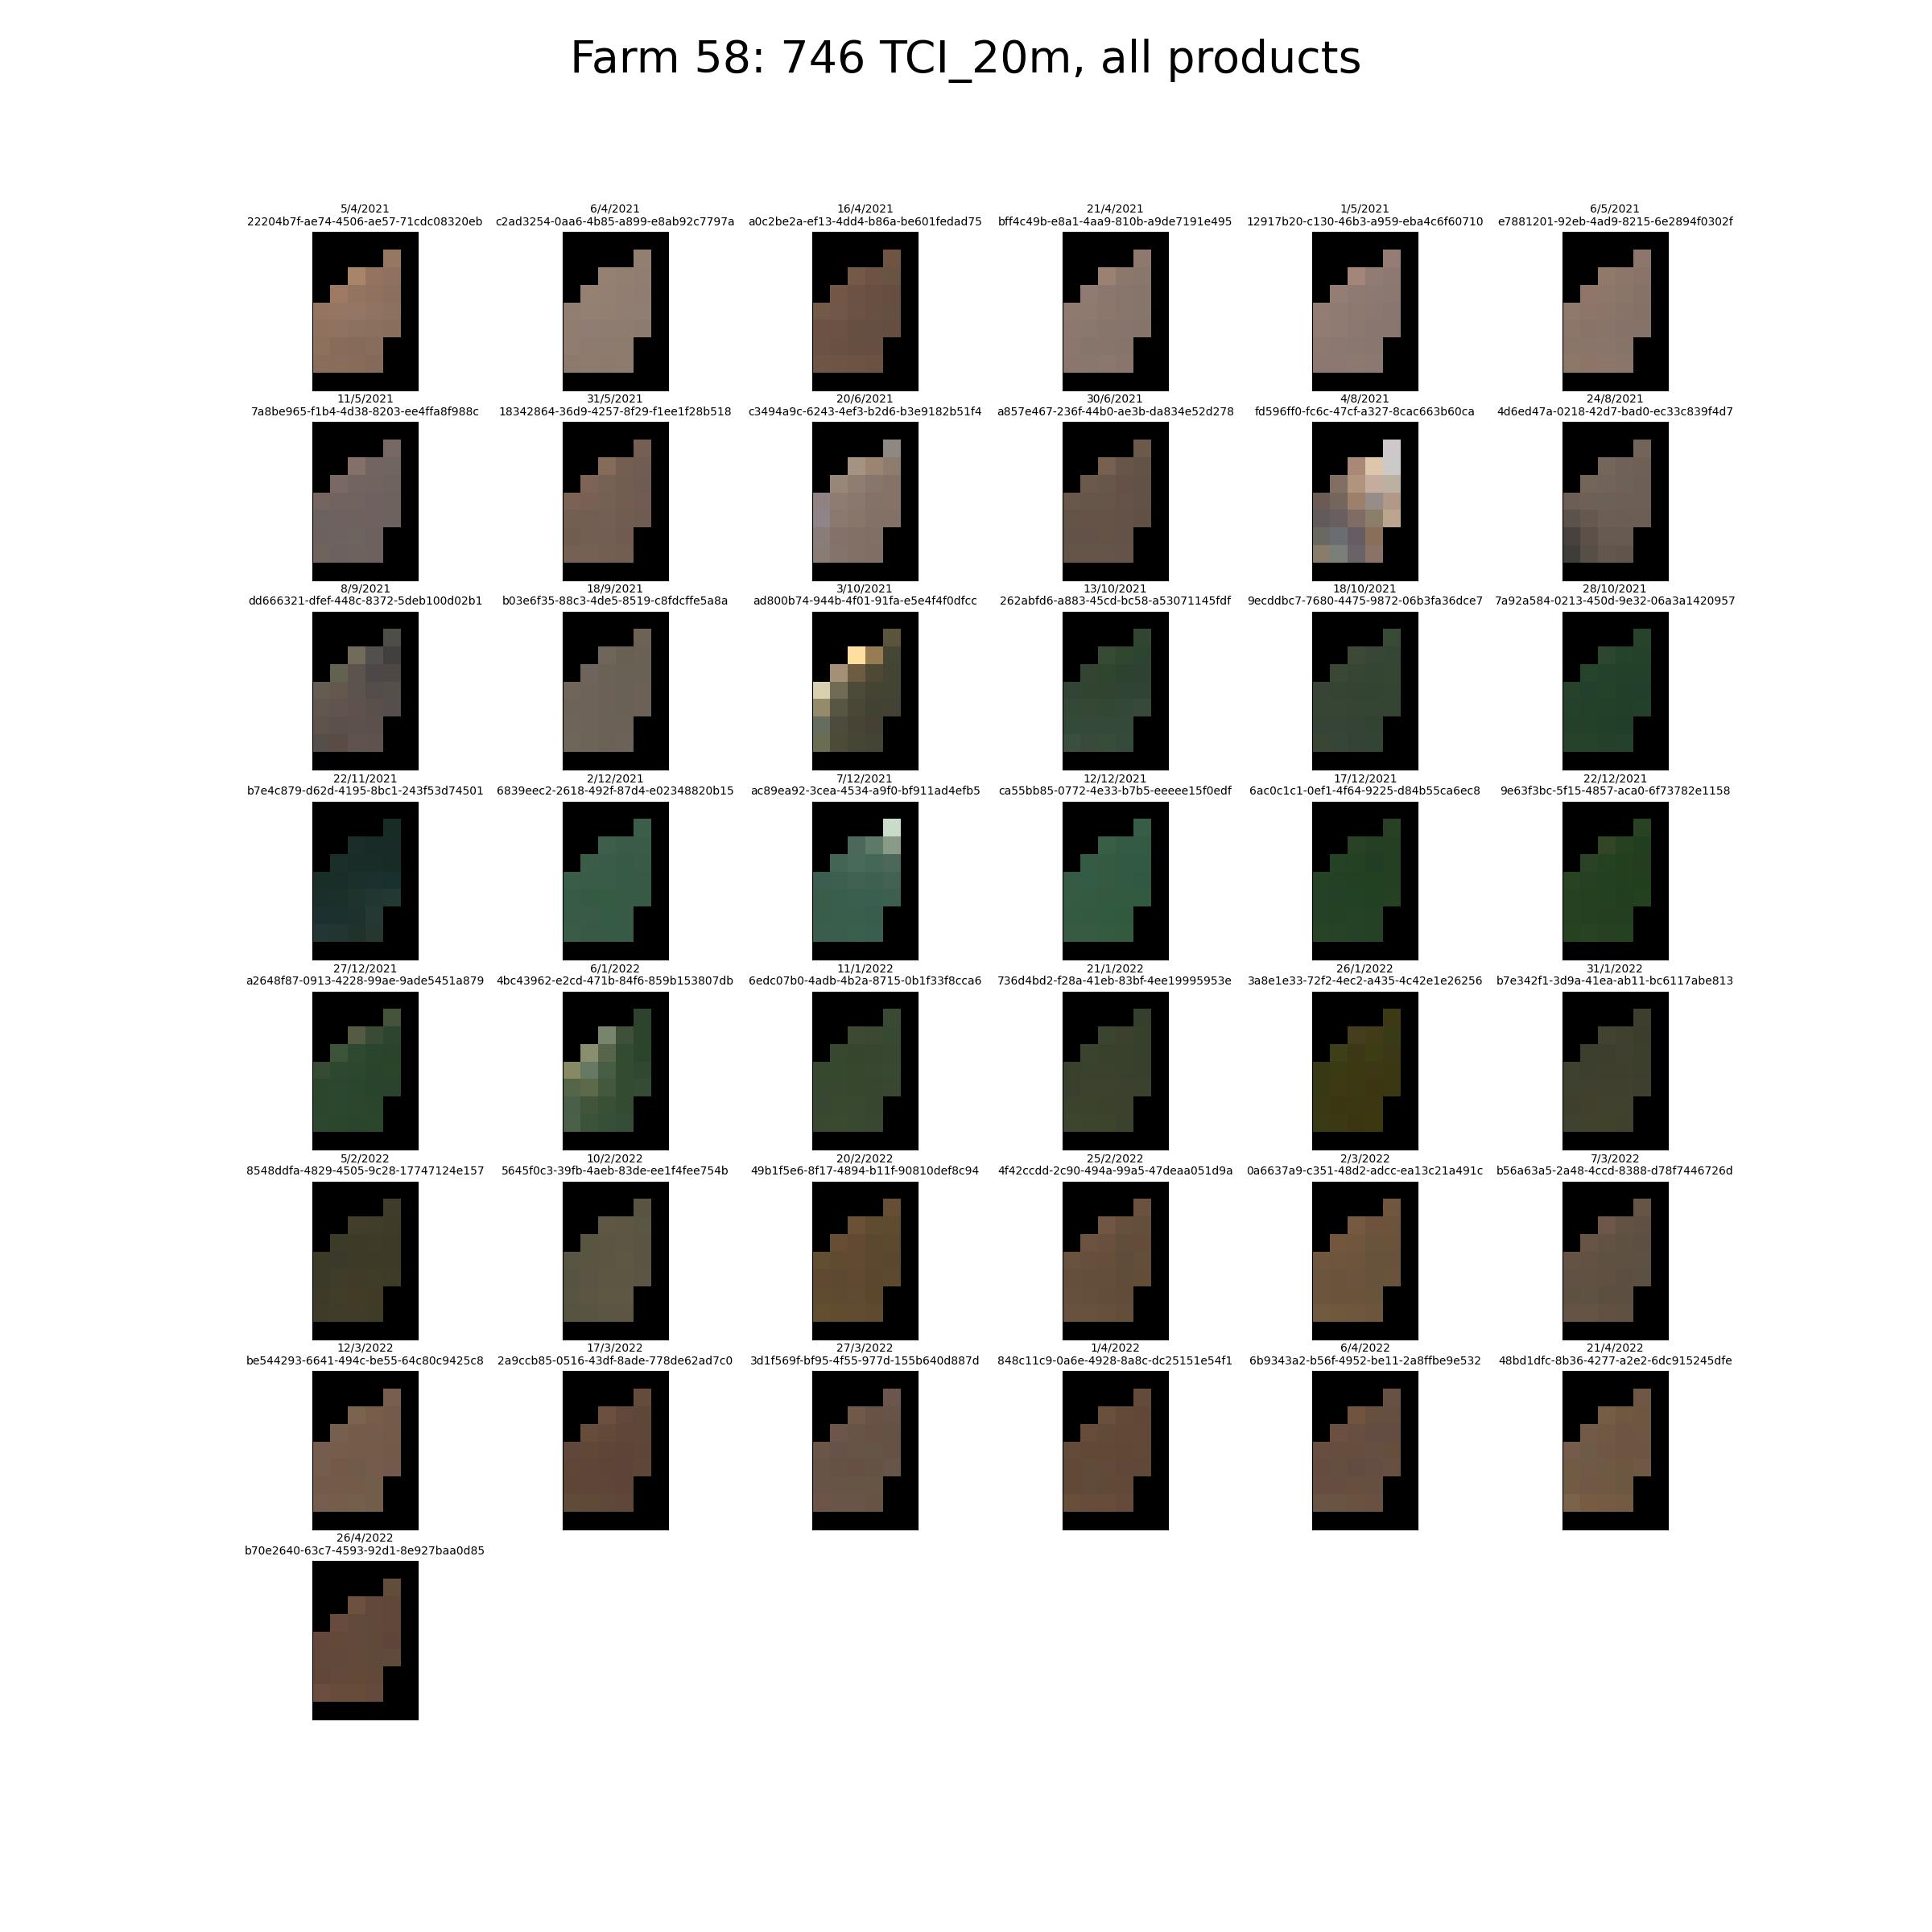 Farm 58: 746 TCI_20m, all products
5/4/2021 6/4/2021 16/4/2021 21/4/2021 1/5/2021 6/5/2021
22204b7f-ae74-4506-ae57-71cdc08320eb c2ad3254-0aa6-4b85-a899-e8ab92c7797a a0c2be2a-ef13-4dd4-b86a-be601fedad75 bff4c49b-e8a1-4aa9-810b-a9de7191e495 12917b20-c130-46b3-a959-eba4c6f60710 e7881201-92eb-4ad9-8215-6e2894f0302f
11/5/2021 31/5/2021 20/6/2021 30/6/2021 4/8/2021 24/8/2021
7a8be965-f1b4-4d38-8203-ee4ffa8f988c 18342864-36d9-4257-8f29-f1ee1f28b518 c3494a9c-6243-4ef3-b2d6-b3e9182b51f4 a857e467-236f-44b0-ae3b-da834e52d278 fd596ff0-fc6c-47cf-a327-8cac663b60ca 4d6ed47a-0218-42d7-bad0-ec33c839f4d7
8/9/2021 18/9/2021 3/10/2021 13/10/2021 18/10/2021 28/10/2021
dd666321-dfef-448c-8372-5deb100d02b1 b03e6f35-88c3-4de5-8519-c8fdcffe5a8a ad800b74-944b-4f01-91fa-e5e4f4f0dfcc 262abfd6-a883-45cd-bc58-a53071145fdf 9ecddbc7-7680-4475-9872-06b3fa36dce7 7a92a584-0213-450d-9e32-06a3a1420957
22/11/2021 2/12/2021 7/12/2021 12/12/2021 17/12/2021 22/12/2021
b7e4c879-d62d-4195-8bc1-243f53d74501 6839eec2-2618-492f-87d4-e02348820b15 ac89ea92-3cea-4534-a9f0-bf911ad4efb5 ca55bb85-0772-4e33-b7b5-eeeee15f0edf 6ac0c1c1-0ef1-4f64-9225-d84b55ca6ec8 9e63f3bc-5f15-4857-aca0-6f73782e1158
27/12/2021 6/1/2022 11/1/2022 21/1/2022 26/1/2022 31/1/2022
a2648f87-0913-4228-99ae-9ade5451a879 4bc43962-e2cd-471b-84f6-859b153807db 6edc07b0-4adb-4b2a-8715-0b1f33f8cca6 736d4bd2-f28a-41eb-83bf-4ee19995953e 3a8e1e33-72f2-4ec2-a435-4c42e1e26256 b7e342f1-3d9a-41ea-ab11-bc6117abe813
5/2/2022 10/2/2022 20/2/2022 25/2/2022 2/3/2022 7/3/2022
8548ddfa-4829-4505-9c28-17747124e157 5645f0c3-39fb-4aeb-83de-ee1f4fee754b 49b1f5e6-8f17-4894-b11f-90810def8c94 4f42ccdd-2c90-494a-99a5-47deaa051d9a 0a6637a9-c351-48d2-adcc-ea13c21a491c b56a63a5-2a48-4ccd-8388-d78f7446726d
12/3/2022 17/3/2022 27/3/2022 1/4/2022 6/4/2022 21/4/2022
be544293-6641-494c-be55-64c80c9425c8 2a9ccb85-0516-43df-8ade-778de62ad7c0 3d1f569f-bf95-4f55-977d-155b640d887d 848c11c9-0a6e-4928-8a8c-dc25151e54f1 6b9343a2-b56f-4952-be11-2a8ffbe9e532 48bd1dfc-8b36-4277-a2e2-6dc915245dfe
26/4/2022
b70e2640-63c7-4593-92d1-8e927baa0d85